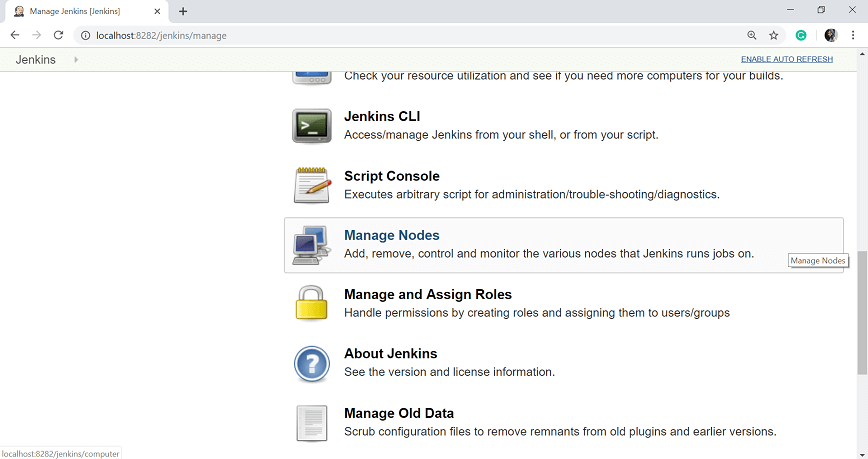 Manage Jenkins [Jenkins]
localhost:8282/jenkins/manage
Jenkins
ENABLE AUTO REFRESH
Check your resource utilization and see if you need more computers for your builds.
Jenkins CLI
Access/manage Jenkins from your shell, or from your script.
Script Console
Executes arbitrary script for administration/trouble-shooting/diagnostics.
Manage Nodes
Add, remove, control and monitor the various nodes that Jenkins runs jobs on.
Manage Nodes
Manage and Assign Roles
Handle permissions by creating roles and assigning them to users/groups
About Jenkins
See the version and license information.
Manage Old Data
Scrub configuration files to remove remnants from old plugins and earlier versions.
localhost:8282/jenkins/computer